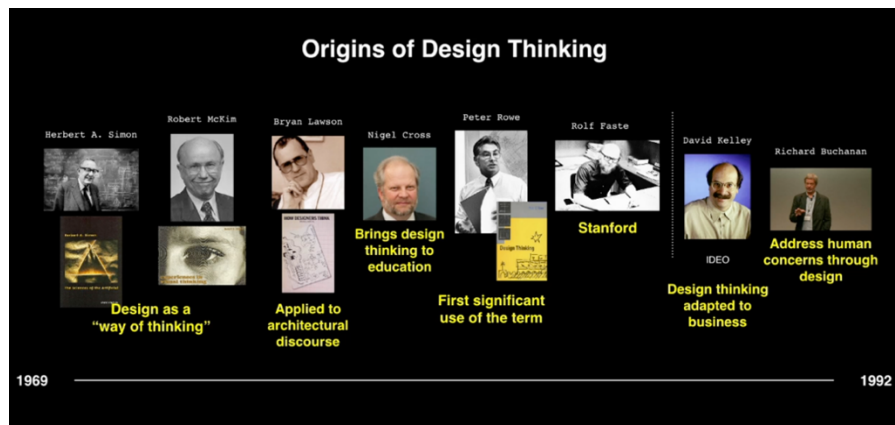 Origins of Design Thinking
Herbert A. Simon
Robert McKim
Bryan Lawson
Nigel Cross
Peter Rowe
Rolf Faste
David Kelley
Richard Buchanan
Design as a
“way of thinking”
Applied to
architectural
discourse
Brings design
thinking to
education
Design Thinking
First significant
use of the term
Stanford
IDEO
Design thinking
adapted to
business
Address human
concerns through
design
1969
1992